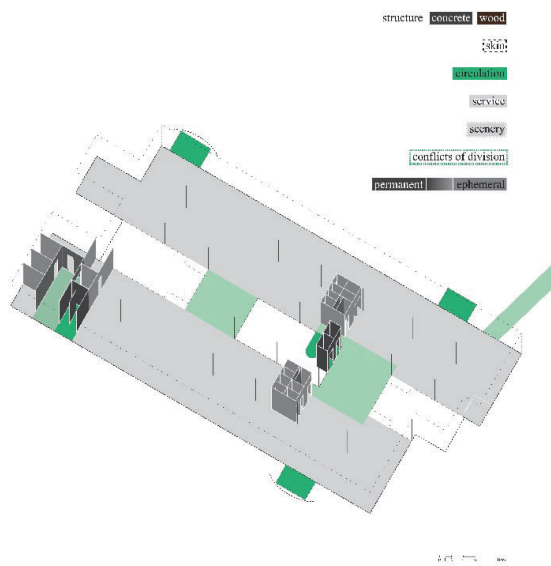 structure concrete wood
skin
circulation
service
scenery
conflicts of division
permanent ephemeral